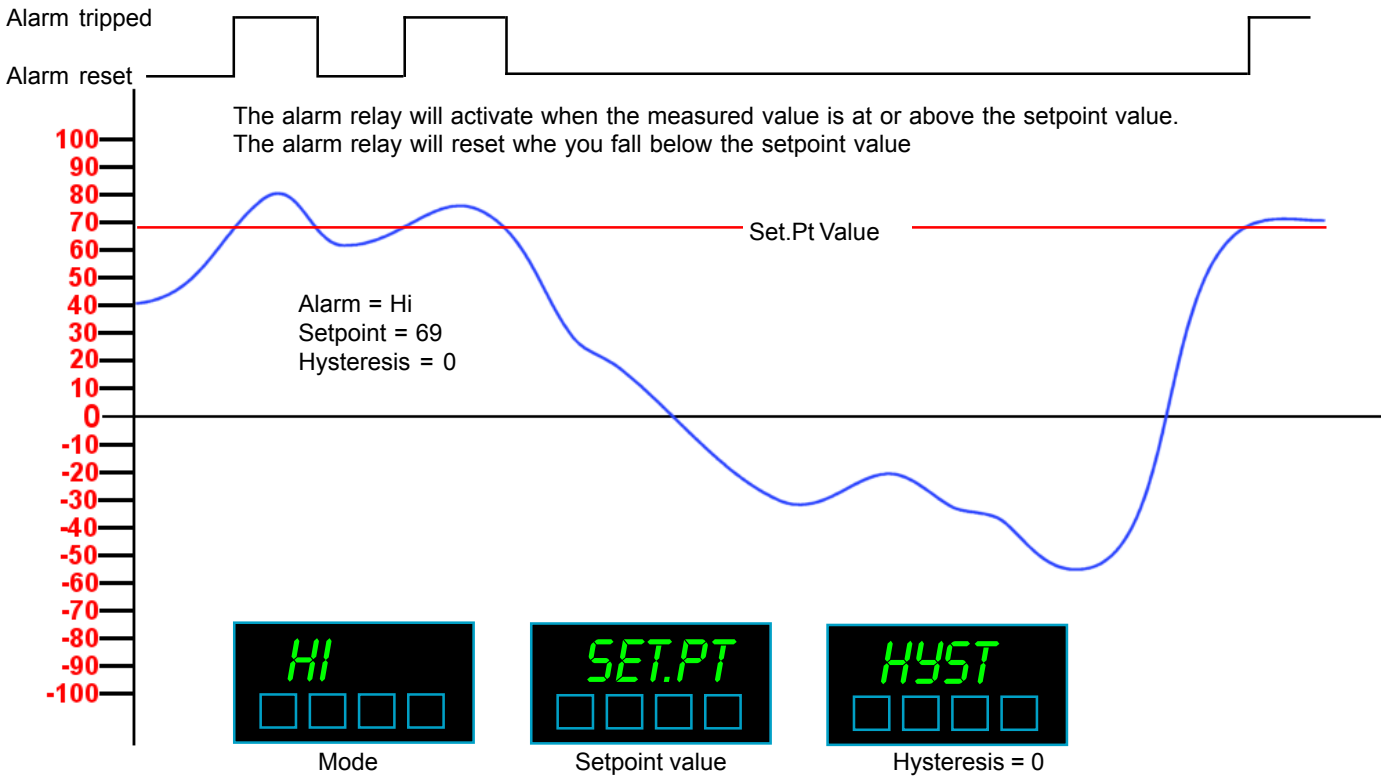 Alarm tripped
Alarm reset
The alarm relay will activate when the measured value is at or above the setpoint value.
The alarm relay will reset whe you fall below the setpoint value
100
90
80
70
60
50
40
30
20
10
0
-10
-20
-30
-40
-50
-60
-70
-80
-90
-100
Set.Pt Value
Alarm = Hi
Setpoint = 69
Hysteresis = 0
HI
SET.PT
HYST
Mode
Setpoint value
Hysteresis = 0